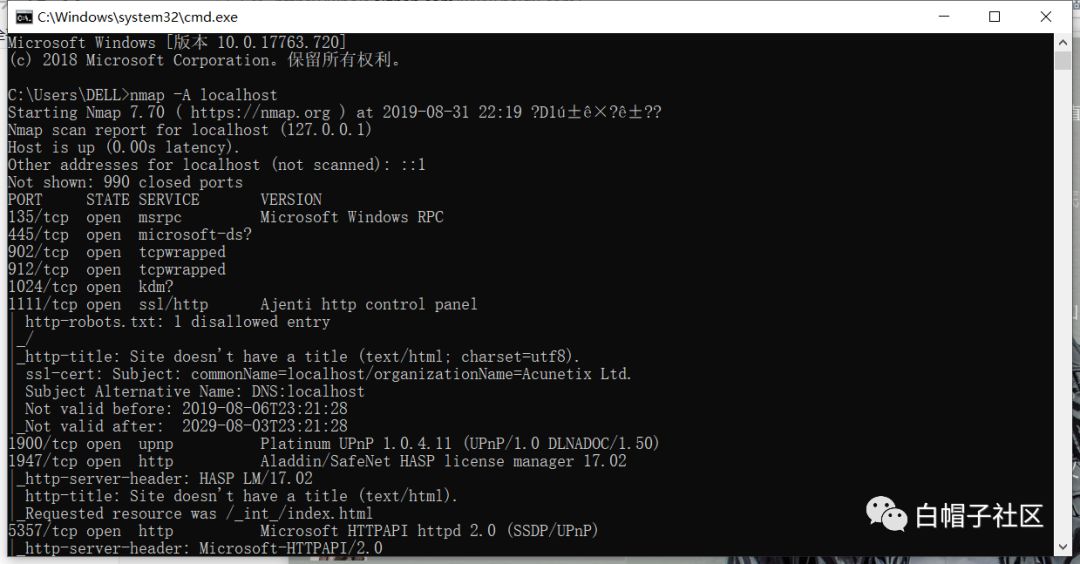 C:\Windows\system32\cmd.exe
Microsoft Windows [版本 10.0.17763.720]
(c) 2018 Microsoft Corporation。保留所有权利。
C:\Users\DELL>nmap -A localhost
Starting Nmap 7.70 ( https://nmap.org ) at 2019-08-31 22:19 ?D1ú±ê×?ê±??
Nmap scan report for localhost (127.0.0.1)
Host is up (0.00s latency).
Other addresses for localhost (not scanned): ::1
Not shown: 990 closed ports
PORT     STATE SERVICE       VERSION
135/tcp  open  msrpc         Microsoft Windows RPC
445/tcp  open  microsoft-ds?
902/tcp  open  tcpwrapped
912/tcp  open  tcpwrapped
1024/tcp open  kdm?
1111/tcp open  ssl/http      Ajenti http control panel
| http-robots.txt: 1 disallowed entry
|_/
|_http-title: Site doesn't have a title (text/html; charset=utf8).
| ssl-cert: Subject: commonName=localhost/organizationName=Acunetix Ltd.
| Subject Alternative Name: DNS:localhost
| Not valid before: 2019-08-06T23:21:28
|_Not valid after:  2029-08-03T23:21:28
1900/tcp open  upnp          Platinum UPnP 1.0.4.11 (UPnP/1.0 DLNADOC/1.50)
1947/tcp open  http          Aladdin/SafeNet HASP license manager 17.02
|_http-server-header: HASP LM/17.02
| http-title: Site doesn't have a title (text/html).
|_Requested resource was /_int_/index.html
5357/tcp open  http          Microsoft HTTPAPI httpd 2.0 (SSDP/UPnP)
|_http-server-header: Microsoft-HTTPAPI/2.0
白帽子社区